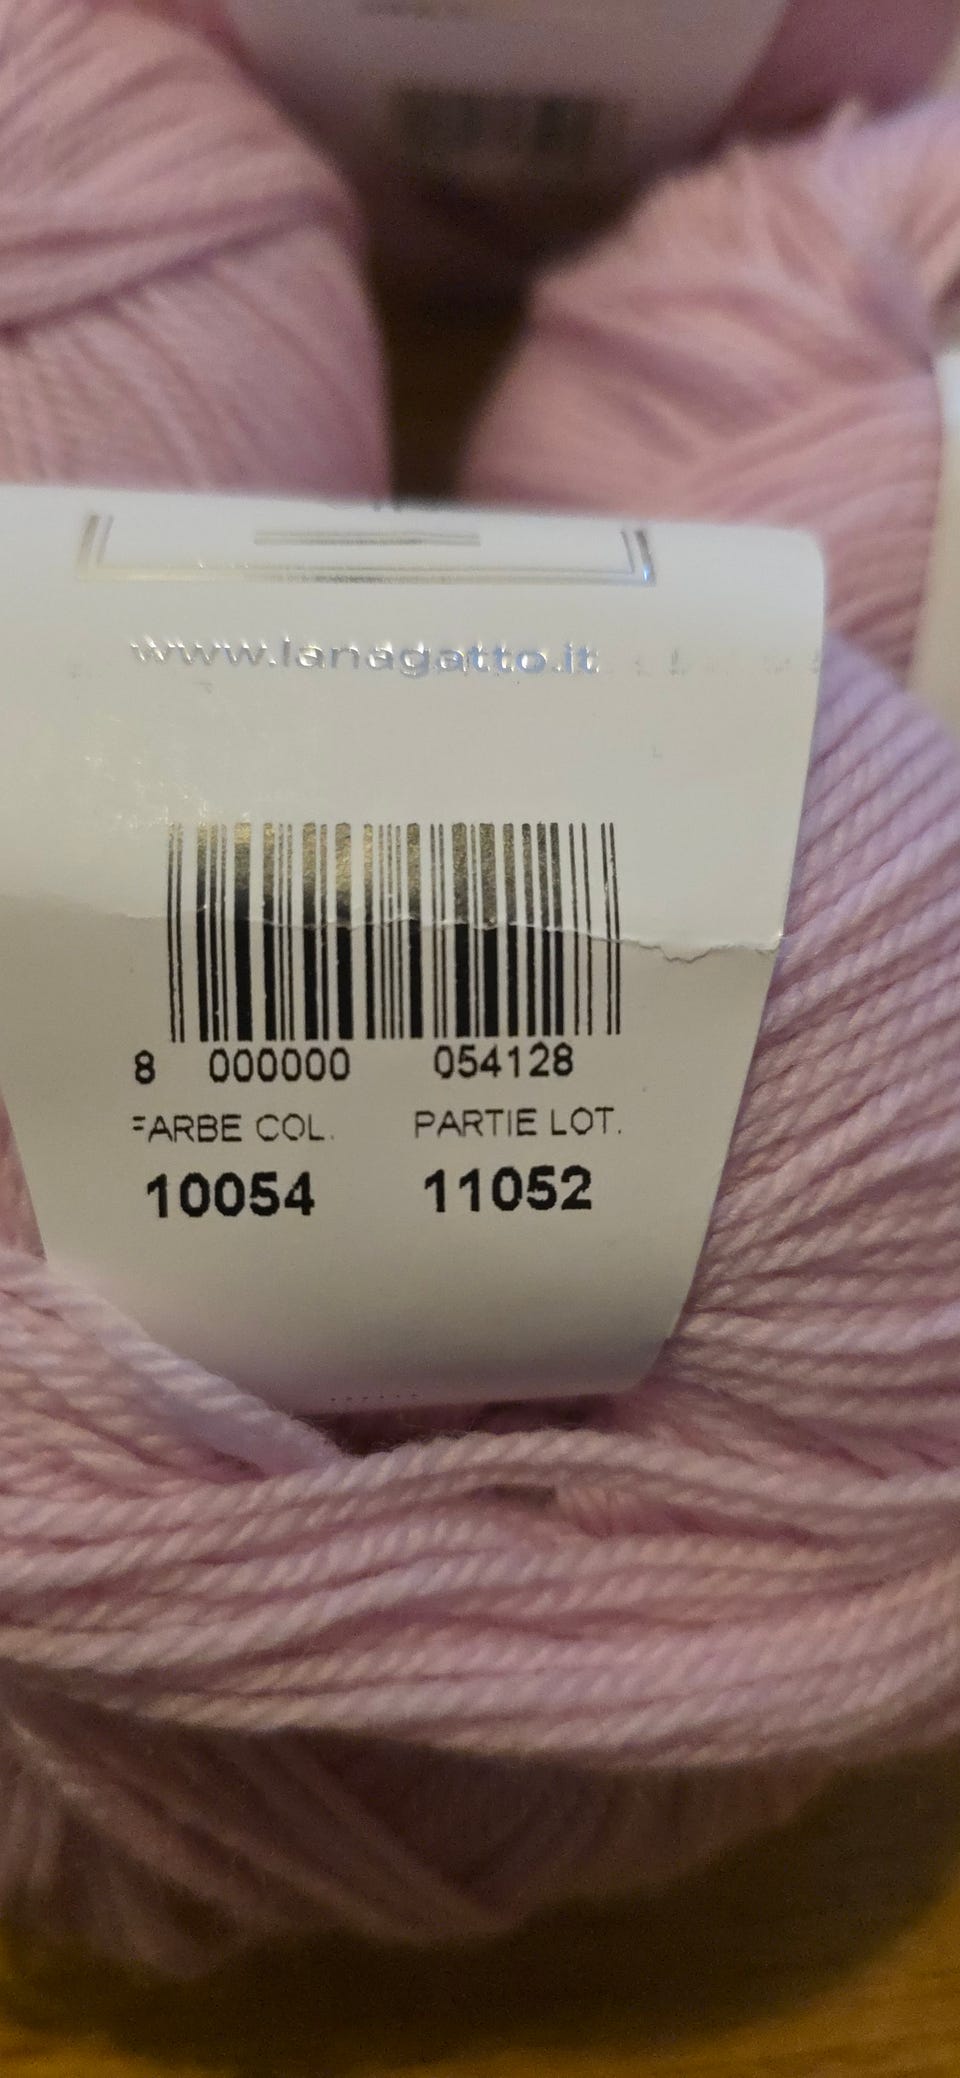 www.lanagatto.it
8 000000 054128
FARBE COL. PARTIE LOT.
10054 11052